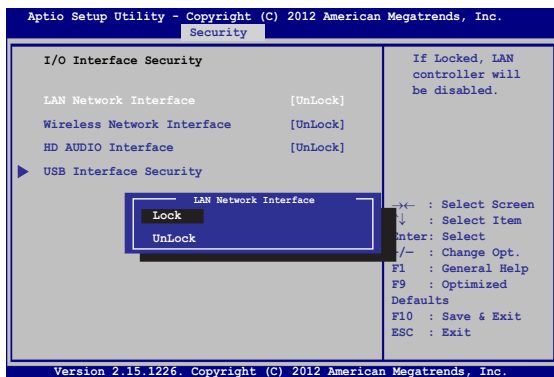 Aptio Setup Utility - Copyright (C) 2012 American Megatrends, Inc.
Security
I/O Interface Security
LAN Network Interface [UnLock]
Wireless Network Interface [UnLock]
HD AUDIO Interface [UnLock]
USB Interface Security
If Locked, LAN
controller will
be disabled.
LAN Network Interface
Lock
UnLock
→← : Select Screen
↓ : Select Item
nter: Select
/— : Change Opt.
F1 : General Help
F9 : Optimized
Defaults
F10 : Save & Exit
ESC : Exit
Version 2.15.1226. Copyright (C) 2012 American Megatrends, Inc.